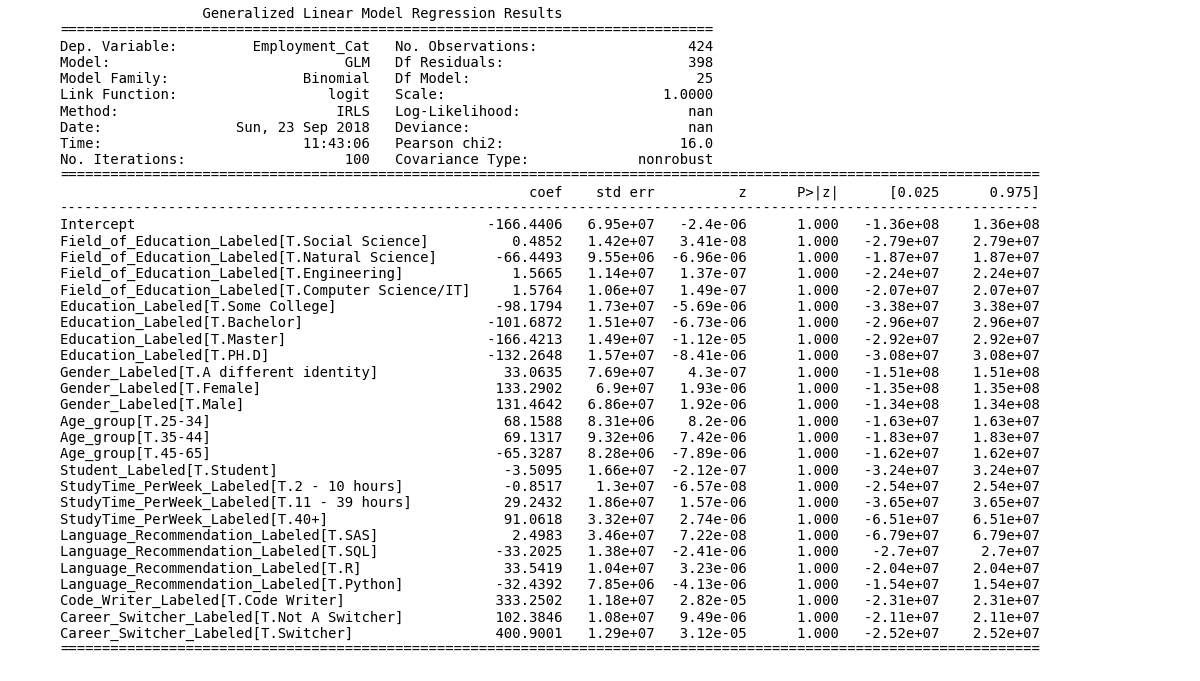 Generalized Linear Model Regression Results
==============================================================================
Dep. Variable: Employment_Cat No. Observations: 424
Model: GLM Df Residuals: 398
Model Family: Binomial Df Model: 25
Link Function: logit Scale: 1.0000
Method: IRLS Log-Likelihood: nan
Date: Sun, 23 Sep 2018 Deviance: nan
Time: 11:43:06 Pearson chi2: 16.0
No. Iterations: 100 Covariance Type: nonrobust
=====================================================================================================================
coef std err z P>|z| [0.025 0.975]
---------------------------------------------------------------------------------------------------------------------
Intercept -166.4406 6.95e+07 -2.4e-06 1.000 -1.36e+08 1.36e+08
Field_of_Education_Labeled[T.Social Science] 0.4852 1.42e+07 3.41e-08 1.000 -2.79e+07 2.79e+07
Field_of_Education_Labeled[T.Natural Science] -66.4493 9.55e+06 -6.96e-06 1.000 -1.87e+07 1.87e+07
Field_of_Education_Labeled[T.Engineering] 1.5665 1.14e+07 1.37e-07 1.000 -2.24e+07 2.24e+07
Field_of_Education_Labeled[T.Computer Science/IT] 1.5764 1.06e+07 1.49e-07 1.000 -2.07e+07 2.07e+07
Education_Labeled[T.Some College] -98.1794 1.73e+07 -5.69e-06 1.000 -3.38e+07 3.38e+07
Education_Labeled[T.Bachelor] -101.6872 1.51e+07 -6.73e-06 1.000 -2.96e+07 2.96e+07
Education_Labeled[T.Master] -166.4213 1.49e+07 -1.12e-05 1.000 -2.92e+07 2.92e+07
Education_Labeled[T.PH.D] -132.2648 1.57e+07 -8.41e-06 1.000 -3.08e+07 3.08e+07
Gender_Labeled[T.A different identity] 33.0635 7.69e+07 4.3e-07 1.000 -1.51e+08 1.51e+08
Gender_Labeled[T.Female] 133.2902 6.9e+07 1.93e-06 1.000 -1.35e+08 1.35e+08
Gender_Labeled[T.Male] 131.4642 6.86e+07 1.92e-06 1.000 -1.34e+08 1.34e+08
Age_group[T.25-34] 68.1588 8.31e+06 8.2e-06 1.000 -1.63e+07 1.63e+07
Age_group[T.35-44] 69.1317 9.32e+06 7.42e-06 1.000 -1.83e+07 1.83e+07
Age_group[T.45-65] -65.3287 8.28e+06 -7.89e-06 1.000 -1.62e+07 1.62e+07
Student_Labeled[T.Student] -3.5095 1.66e+07 -2.12e-07 1.000 -3.24e+07 3.24e+07
StudyTime_PerWeek_Labeled[T.2 - 10 hours] -0.8517 1.3e+07 -6.57e-08 1.000 -2.54e+07 2.54e+07
StudyTime_PerWeek_Labeled[T.11 - 39 hours] 29.2432 1.86e+07 1.57e-06 1.000 -3.65e+07 3.65e+07
StudyTime_PerWeek_Labeled[T.40+] 91.0618 3.32e+07 2.74e-06 1.000 -6.51e+07 6.51e+07
Language_Recommendation_Labeled[T.SAS] 2.4983 3.46e+07 7.22e-08 1.000 -6.79e+07 6.79e+07
Language_Recommendation_Labeled[T.SQL] -33.2025 1.38e+07 -2.41e-06 1.000 -2.7e+07 2.7e+07
Language_Recommendation_Labeled[T.R] 33.5419 1.04e+07 3.23e-06 1.000 -2.04e+07 2.04e+07
Language_Recommendation_Labeled[T.Python] -32.4392 7.85e+06 -4.13e-06 1.000 -1.54e+07 1.54e+07
Code_Writer_Labeled[T.Code Writer] 333.2502 1.18e+07 2.82e-05 1.000 -2.31e+07 2.31e+07
Career_Switcher_Labeled[T.Not A Switcher] 102.3846 1.08e+07 9.49e-06 1.000 -2.11e+07 2.11e+07
Career_Switcher_Labeled[T.Switcher] 400.9001 1.29e+07 3.12e-05 1.000 -2.52e+07 2.52e+07
=====================================================================================================================